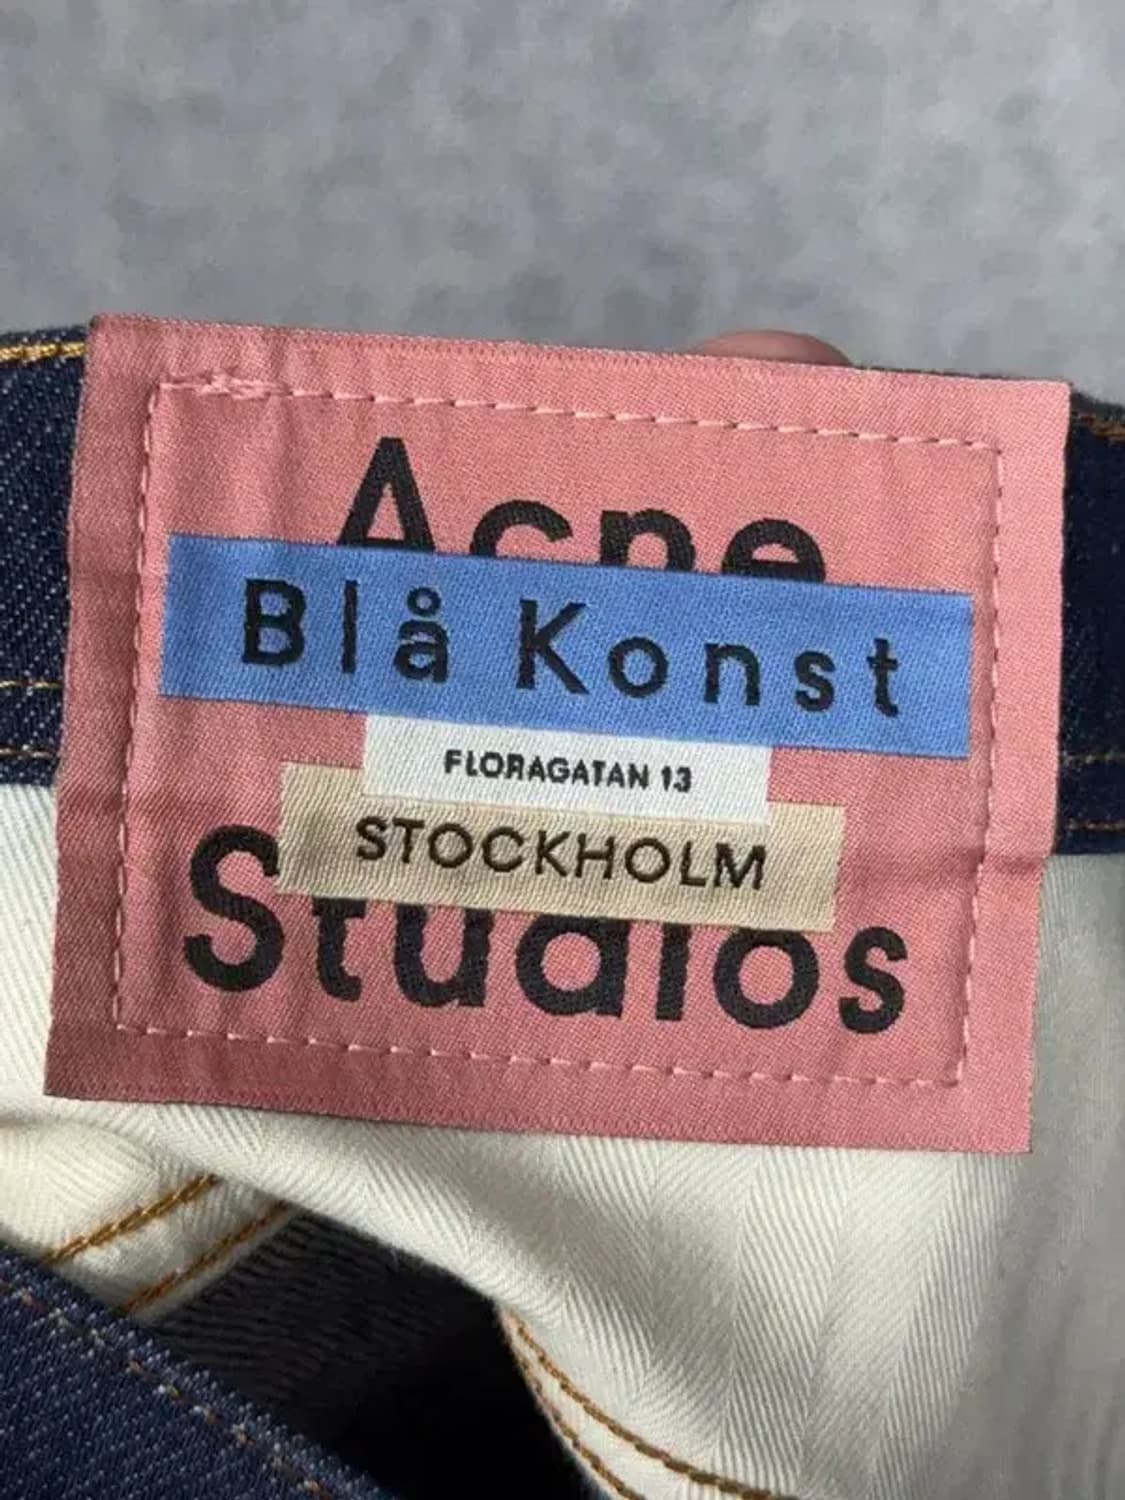 Acne
Blå Konst
FLORAGATAN 13
STOCKHOLM
Studios